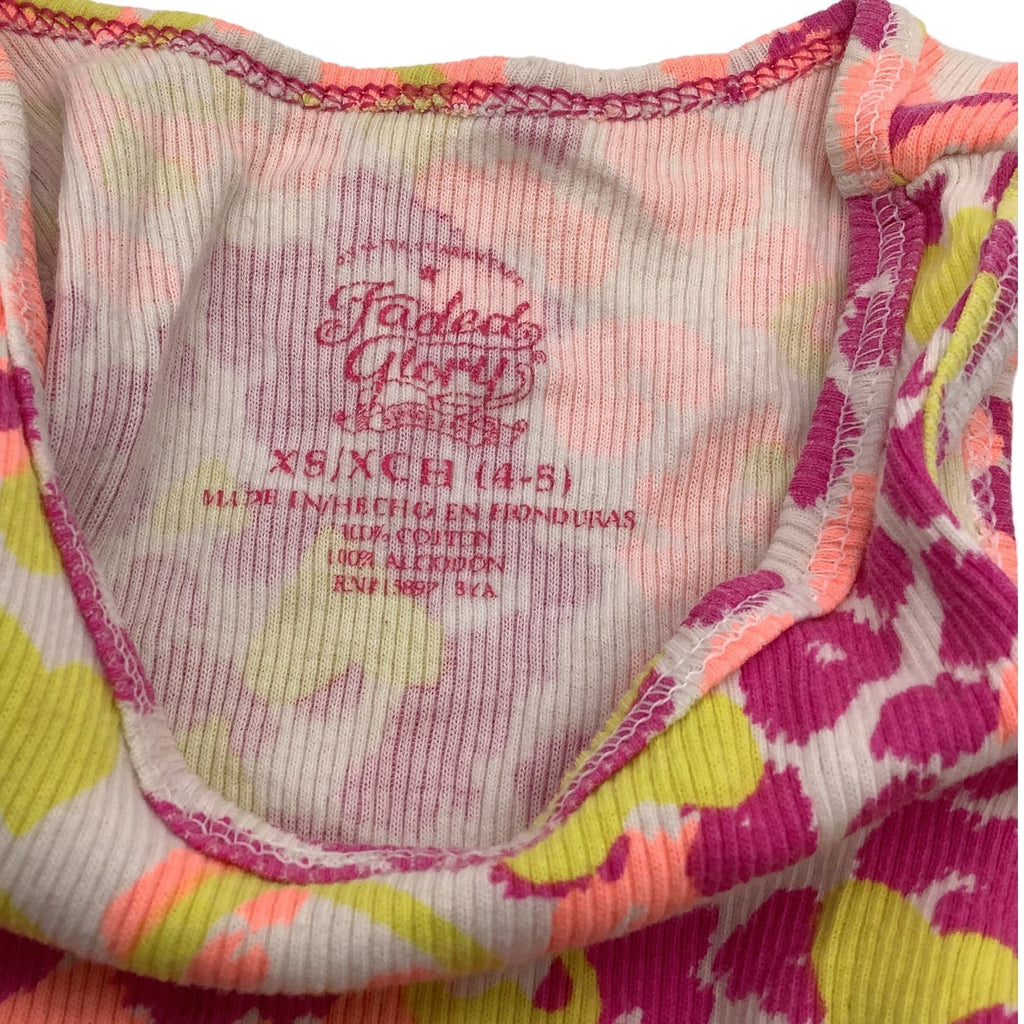 Faded
Glory
XS/XCH (4-5)
MADE IN/HECHO EN HONDURAS
100% COTTON
100% ALGODON